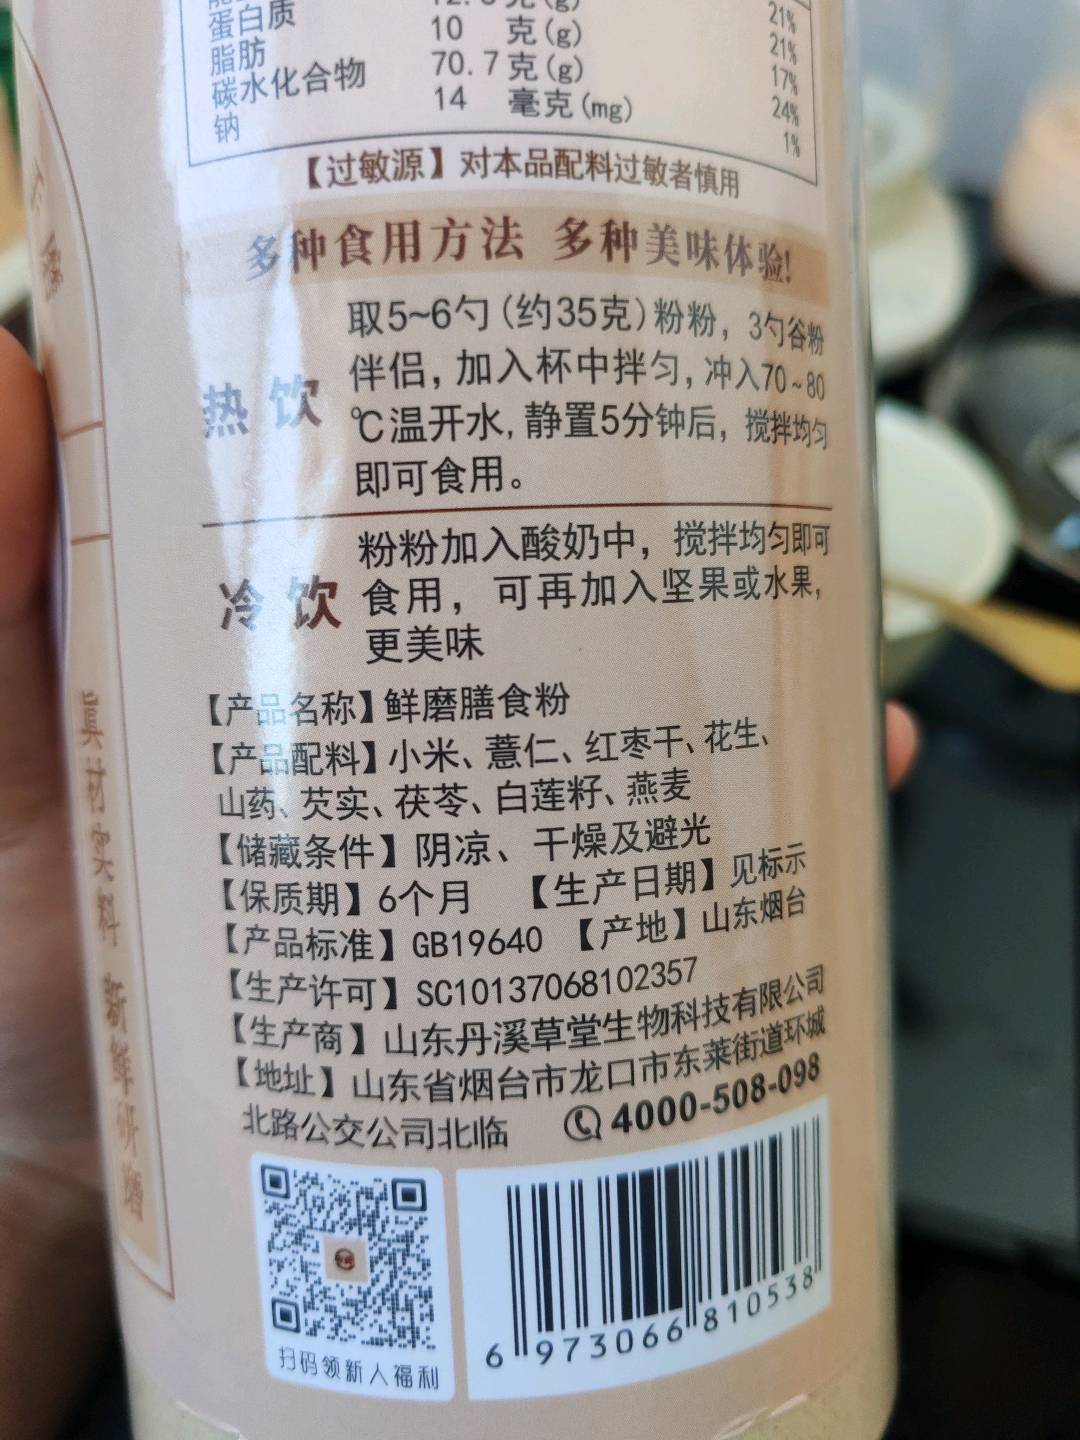 蛋白质
21%
脂肪 10 克(g) 21%
碳水化合物 70.7克(g) 17%
钠 14 毫克(mg) 24%
1%
【过敏源】对本品配料过敏者慎用
多种食用方法 多种美味体验!
热饮
取5~6勺(约35克)粉粉，3勺谷粉
伴侣，加入杯中拌匀，冲入70~80
℃温开水，静置5分钟后，搅拌均匀
即可食用。
冷饮
粉粉加入酸奶中，搅拌均匀即可
食用，可再加入坚果或水果，
更美味
【产品名称】鲜磨膳食粉
【产品配料】小米、薏仁、红枣干、花生、
山药、芡实、茯苓、白莲籽、燕麦
【储藏条件】阴凉、干燥及避光
【保质期】6个月 【生产日期】见标示
【产品标准】GB19640 【产地】山东烟台
【生产许可】SC10137068102357
【生产商】山东丹溪草堂生物科技有限公司
【地址】山东省烟台市龙口市东莱街道环城
北路公交公司北临 4000-508-098
扫码领新人福利
6 973066 810538
真材实料 新鲜研磨